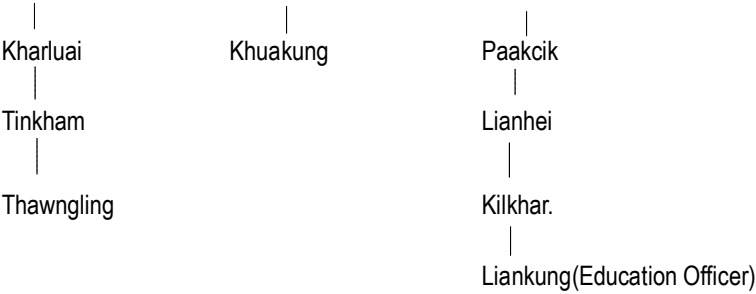 Kharluai Khuakung Paakcik
Tinkham Lianhei
Thawngling Kilkhar.
Liankung(Education Officer)